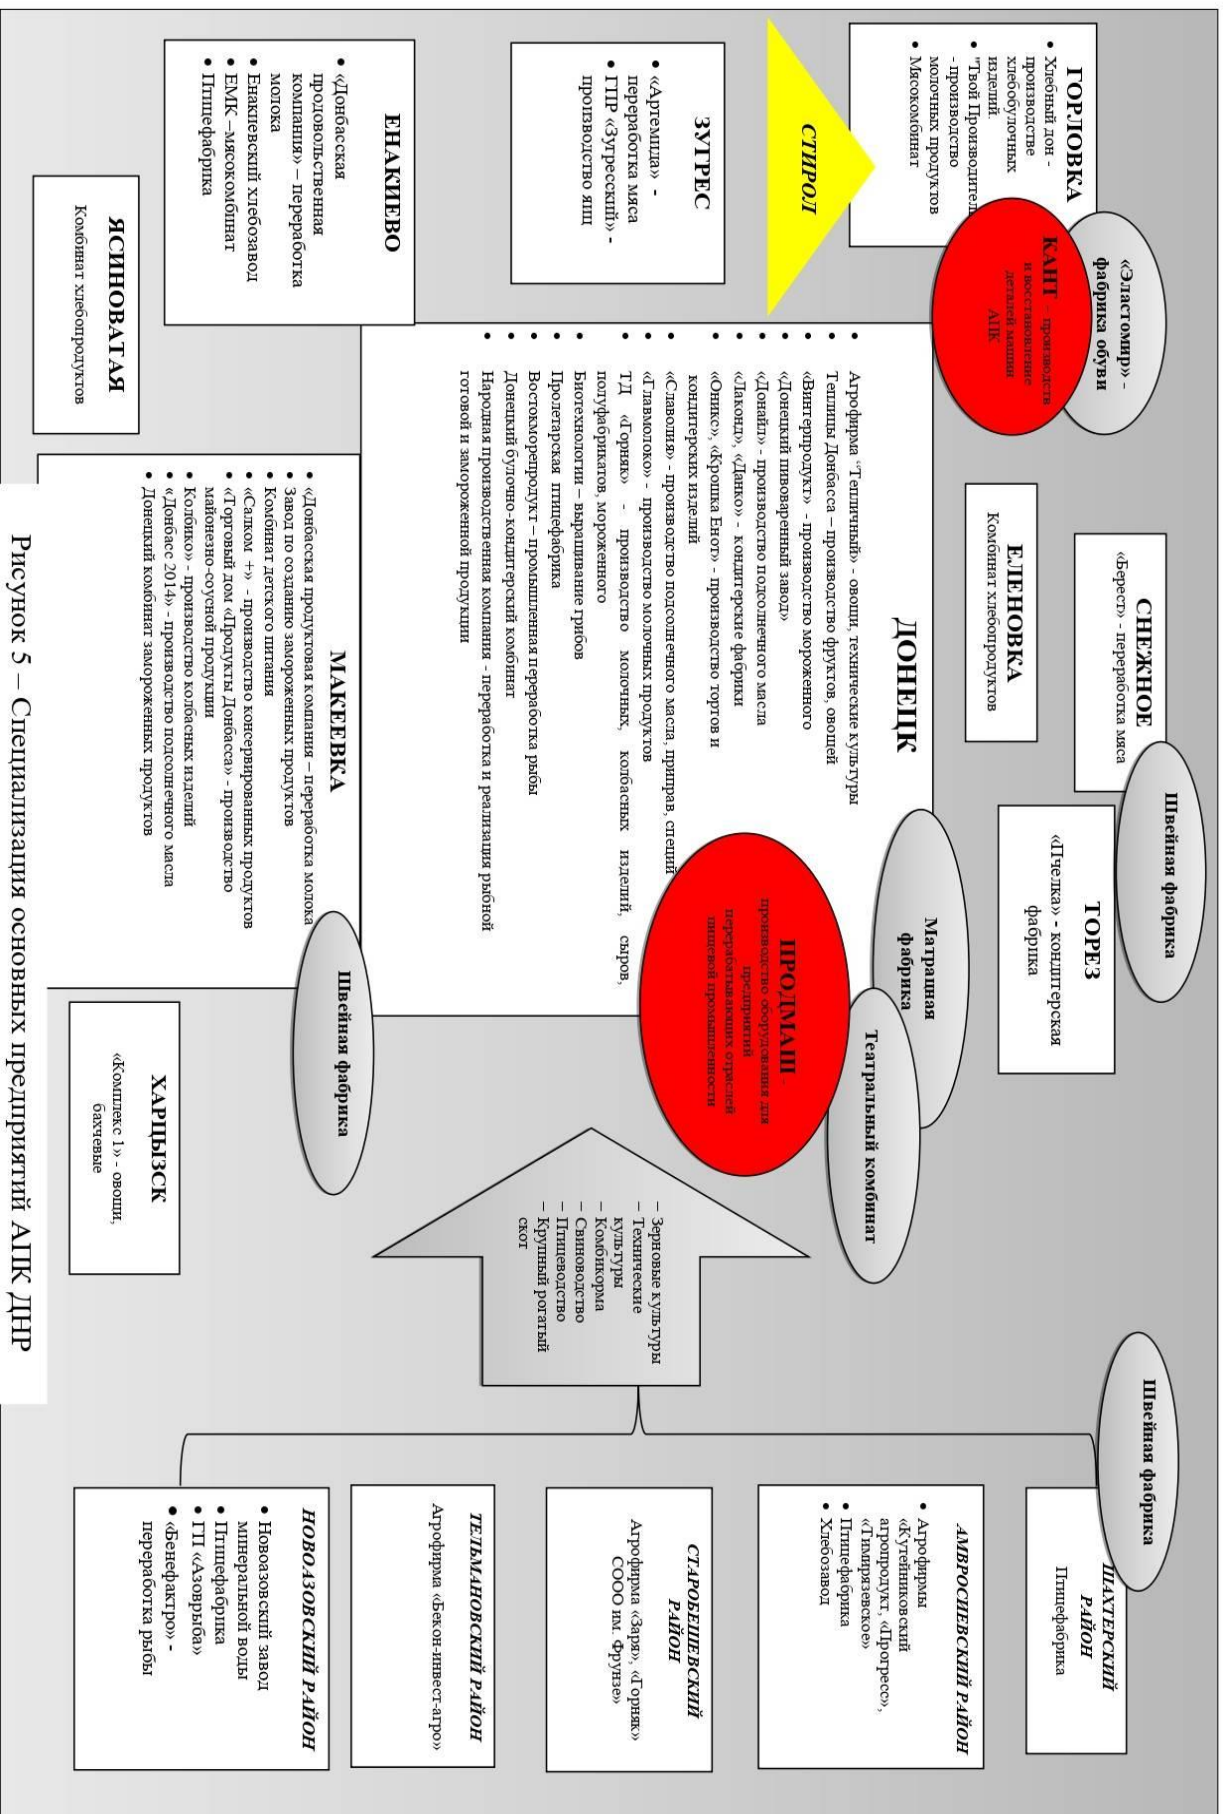 ГОРЛОВКА
• Хлебный дон -
производстве
хлебобулочных
изделий.
• "Твой Производител
- производство
молочных продуктов
• Мясокомбинат
«Эластомир» -
фабрика обуви
КАНТ – производств
и восстановление
деталей машин
АПК
СТИРОЛ
ЗУГРЕС
• «Артемида» -
переработка мяса
• ГПР «Зугресский» -
производство яиц
ЕНАКИЕВО
• «Донбасская
продовольственная
компания» – переработка
молока
• Енакиевский хлебозавод
• ЕМК – мясокомбинат
• Птицефабрика
ЯСИНОВАТАЯ
Комбинат хлебопродуктов
СНЕЖНОЕ
«Берест» - переработка мяса
Швейная фабрика
ЕЛЕНОВКА
Комбинат хлебопродуктов
ТОРЕЗ
«Пчелка» - кондитерская
фабрика
ДОНЕЦК
• Агрофирма “Тепличный» - овощи, технические культуры
• Теплицы Донбасса – производство фруктов, овощей
• «Винтерпродукт» - производство мороженного
• «Донецкий пивоваренный завод»
• «Донайл» - производство подсолнечного масла
• «Лаконд», «Данко» - кондитерские фабрики
• «Оникс», «Крошка Енот» - производство тортов и
кондитерских изделий
• «Славолия» - производство подсолнечного масла, приправ, специй
• «Главмолоко» - производство молочных продуктов
• ТД «Горняк» - производство молочных, колбасных изделий, сыров,
полуфабрикатов, мороженного
• Биотехнологии – выращивание грибов
• Пролетарская птицефабрика
• Востокморепродукт – промышленная переработка рыбы
• Донецкий булочно-кондитерский комбинат
• Народная производственная компания - переработка и реализация рыбной
готовой и замороженной продукции
Матрацная
фабрика
Театральный комбинат
ПРОДМАШ -
производство оборудования для
предприятий
перерабатывающих отраслей
пищевой промышленности
МАКЕЕВКА
• «Донбасская продуктовая компания – переработка молока
• Завод по созданию замороженных продуктов
• Комбинат детского питания
• «Салком +» - производство консервированных продуктов
• «Торговый дом «Продукты Донбасса» - производство
майонезно-соусной продукции
• Колбико» - производство колбасных изделий
• «Донбасс 2014» - производство подсолнечного масла
• Донецкий комбинат замороженных продуктов
Швейная фабрика
ХАРЦЫЗСК
«Комплекс 1» - овощи,
бахчевые
– Зерновые культуры
– Технические
культуры
– Комбикорма
– Свиноводство
– Птицеводство
– Крупный рогатый
скот
Швейная фабрика
ШАХТЕРСКИЙ
РАЙОН
Птицефабрика
АМВРОСИЕВСКИЙ РАЙОН
• Агрофирмы
«Кутейниковский
агропродукт, «Прогресс»,
«Тимирязевское»
• Птицефабрика
• Хлебозавод
СТАРОБЕШЕВСКИЙ
РАЙОН
Агрофирма «Заря», «Горняк»
СООО им. Фрунзе»
ТЕЛЬМАНОВСКИЙ РАЙОН
Агрофирма «Бекон-инвест-агро»
НОВОАЗОВСКИЙ РАЙОН
• Новоазовский завод
минеральной воды
• Птицефабрика
• ГП «Азоврыба»
• «Бенефактро» -
переработка рыбы
Рисунок 5 – Специализация основных предприятий АПК ДНР